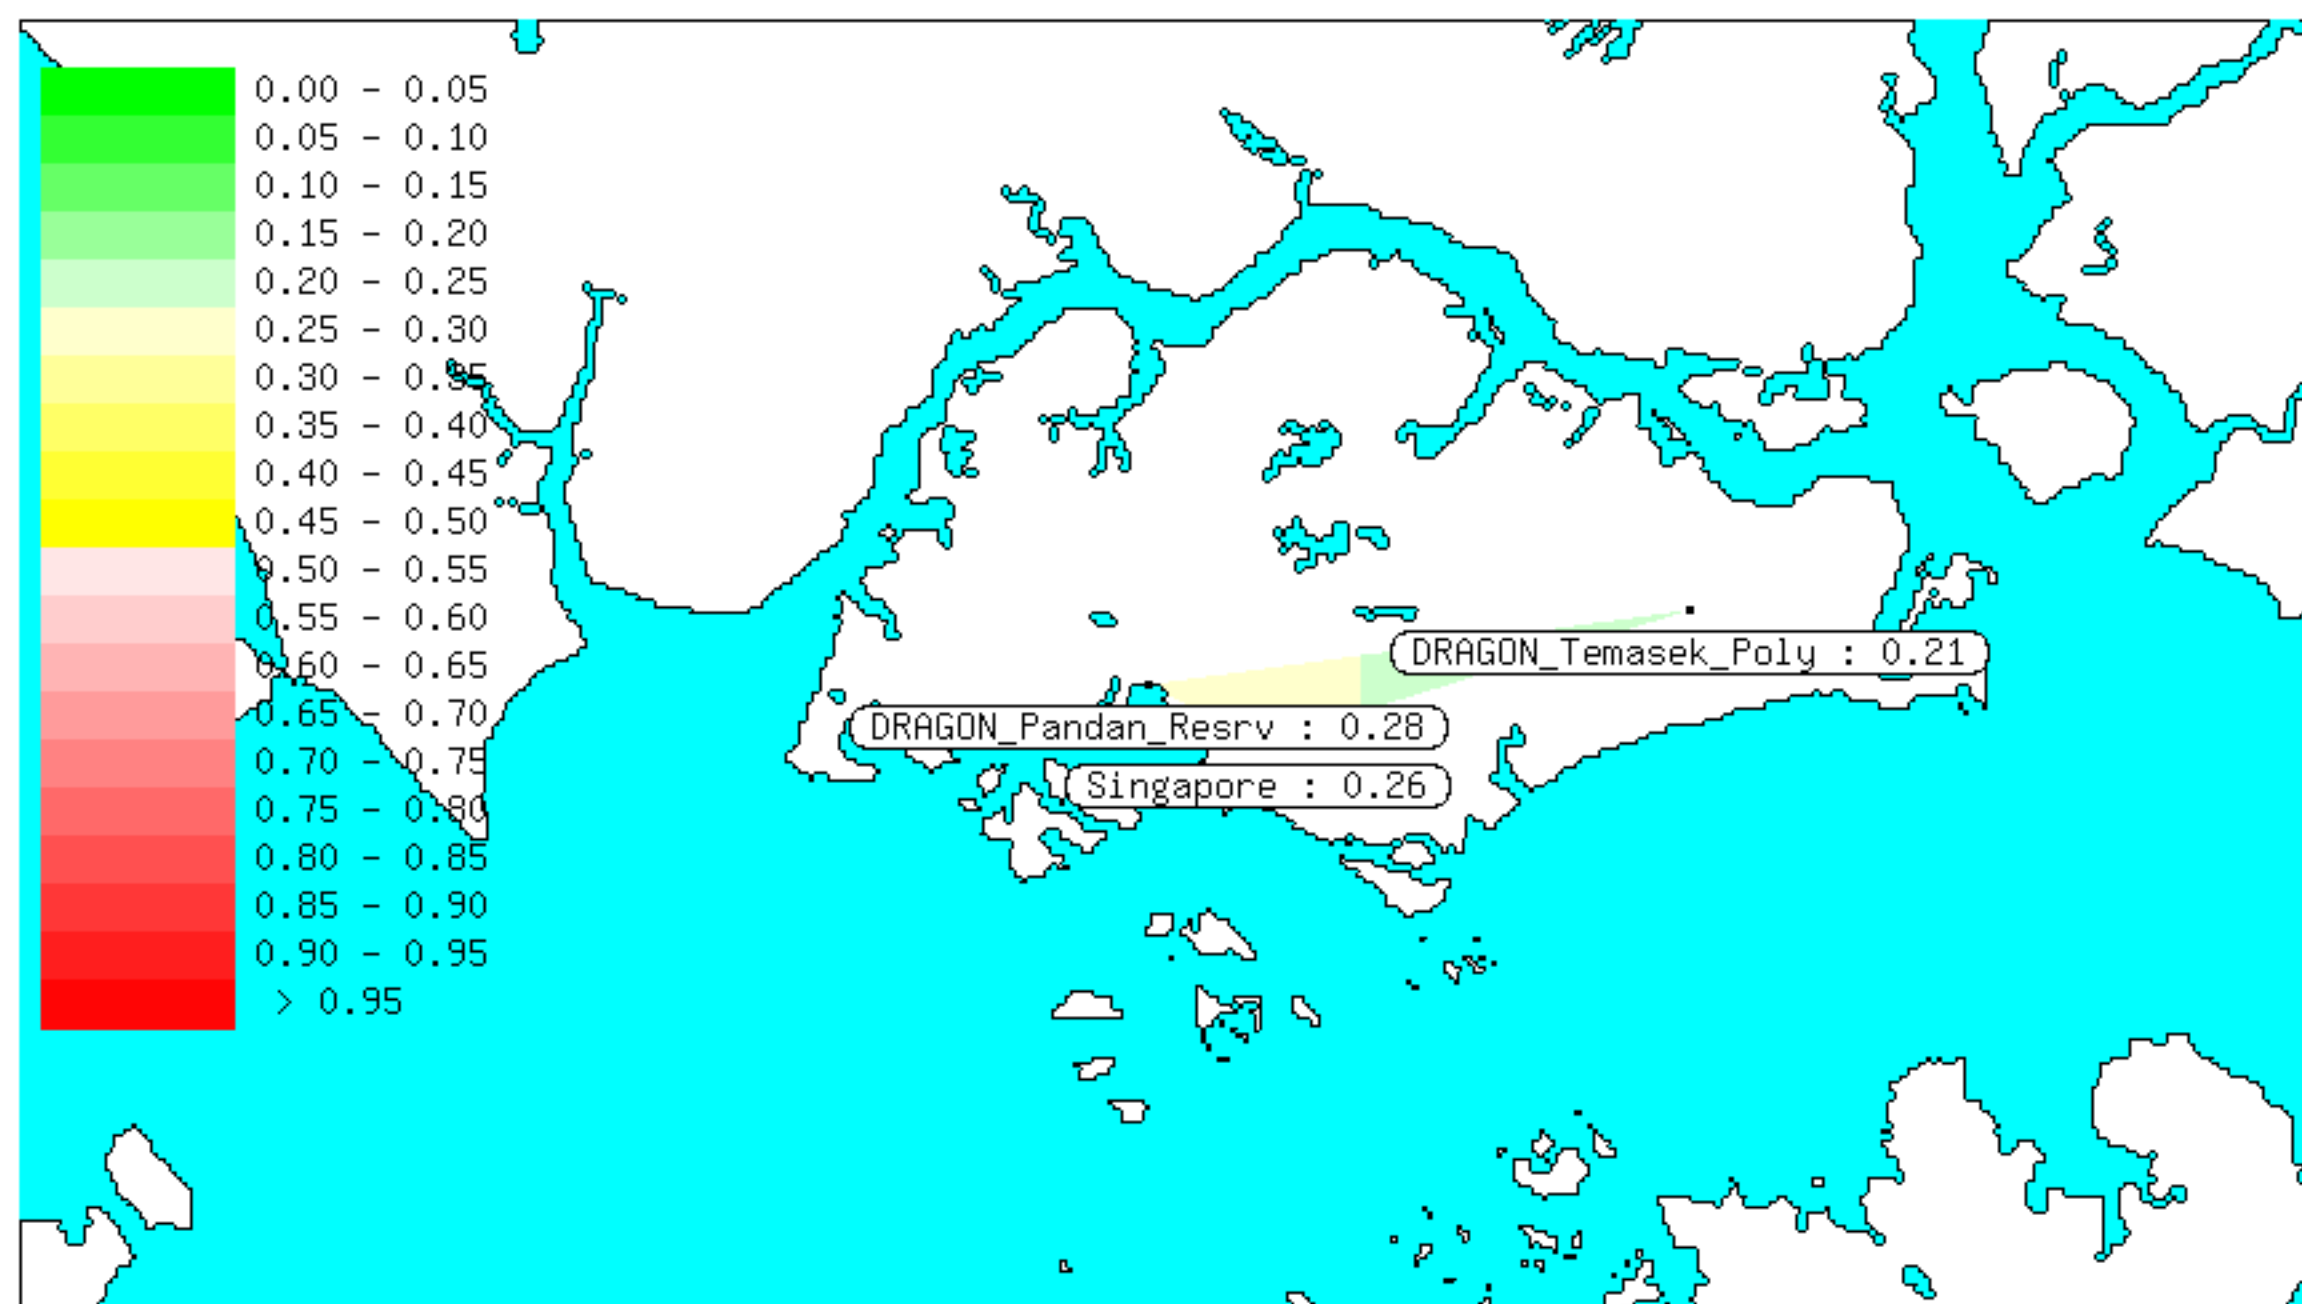 0.00 - 0.05
0.05 - 0.10
0.10 - 0.15
0.15 - 0.20
0.20 - 0.25
0.25 - 0.30
0.30 - 0.35
0.35 - 0.40
0.40 - 0.45
0.45 - 0.50
0.50 - 0.55
0.55 - 0.60
0.60 - 0.65
0.65 - 0.70
0.70 - 0.75
0.75 - 0.80
0.80 - 0.85
0.85 - 0.90
0.90 - 0.95
> 0.95
DRAGON_Temasek_Poly : 0.21
DRAGON_Pandan_Resrv : 0.28
Singapore : 0.26